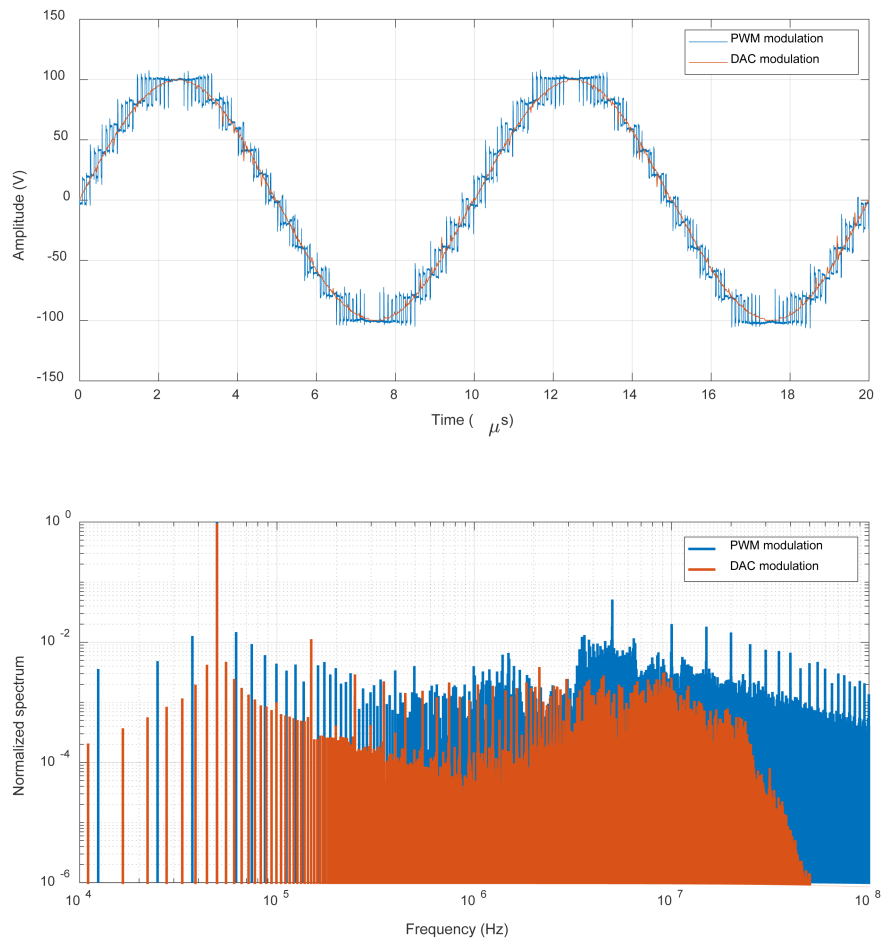 150
100
50
0
-50
-100
-150
Amplitude (V)
PWM modulation
DAC modulation
0 2 4 6 8 10 12 14 16 18 20
Time ( μs)
10 0
10 -2
10 -4
10 -6
Normalized spectrum
PWM modulation
DAC modulation
10 4 10 5 10 6 10 7 10 8
Frequency (Hz)